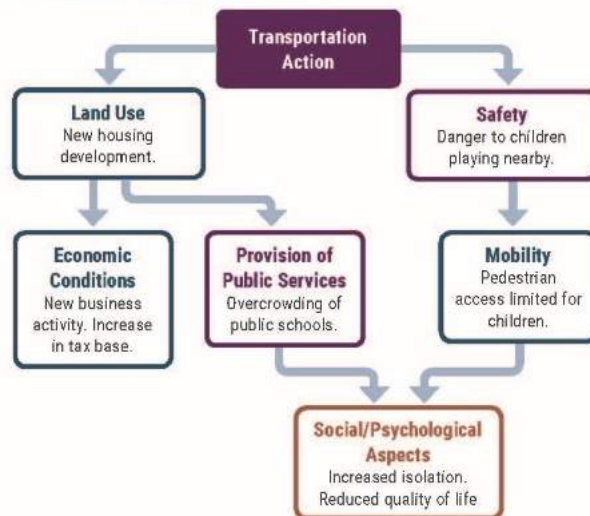 Transportation
Action
Land Use
New housing
development.
Safety
Danger to children
playing nearby.
Economic
Conditions
New business
activity. Increase
in tax base.
Provision of
Public Services
Overcrowding of
public schools.
Mobility
Pedestrian
access limited for
children.
Social/Psychological
Aspects
Increased isolation.
Reduced quality of life